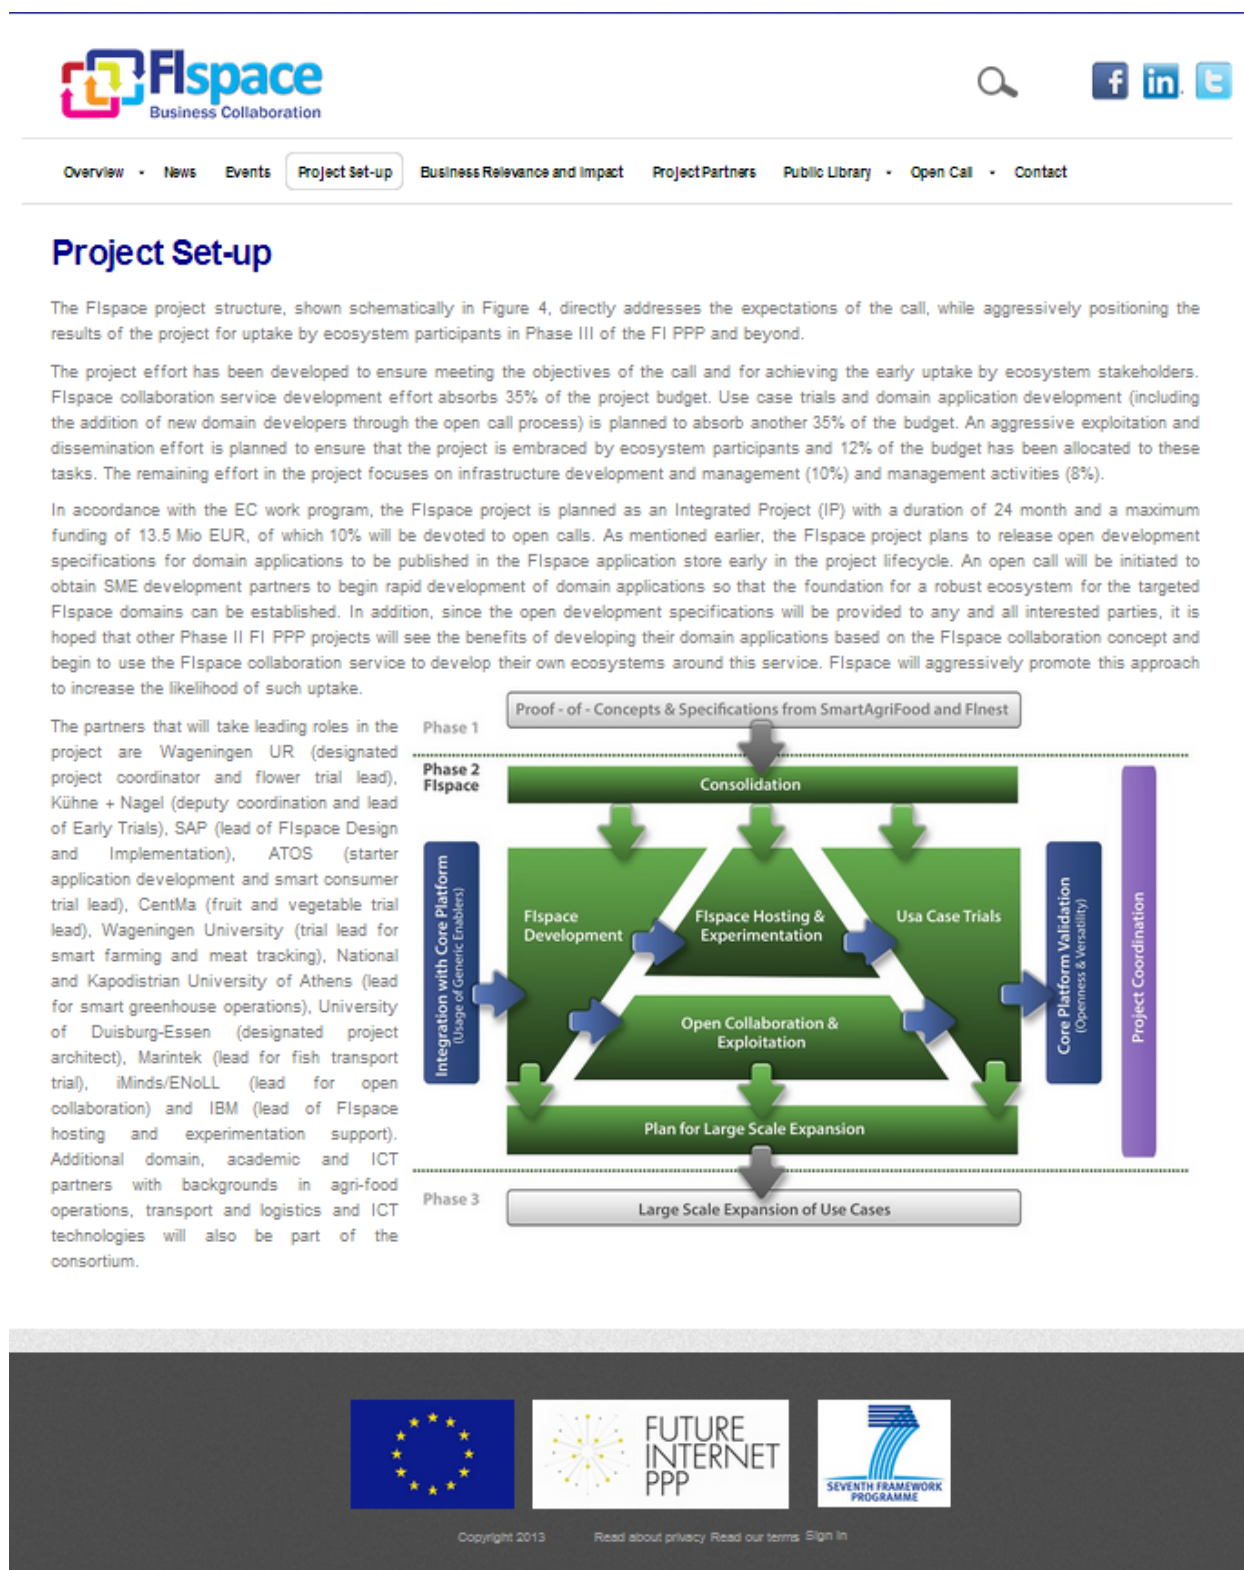 FIspace
Business Collaboration
Overview News Events Project Set-up Business Relevance and Impact Project Partners Public Library Open Call Contact
Project Set-up
The FIspace project structure, shown schematically in Figure 4, directly addresses the expectations of the call, while aggressively positioning the
results of the project for uptake by ecosystem participants in Phase III of the FI PPP and beyond.
The project effort has been developed to ensure meeting the objectives of the call and for achieving the early uptake by ecosystem stakeholders.
FIspace collaboration service development effort absorbs 35% of the project budget. Use case trials and domain application development (including
the addition of new domain developers through the open call process) is planned to absorb another 35% of the budget. An aggressive exploitation and
dissemination effort is planned to ensure that the project is embraced by ecosystem participants and 12% of the budget has been allocated to these
tasks. The remaining effort in the project focuses on infrastructure development and management (10%) and management activities (8%).
In accordance with the EC work program, the FIspace project is planned as an Integrated Project (IP) with a duration of 24 month and a maximum
funding of 13.5 Mio EUR, of which 10% will be devoted to open calls. As mentioned earlier, the FIspace project plans to release open development
specifications for domain applications to be published in the FIspace application store early in the project lifecycle. An open call will be initiated to
obtain SME development partners to begin rapid development of domain applications so that the foundation for a robust ecosystem for the targeted
FIspace domains can be established. In addition, since the open development specifications will be provided to any and all interested parties, it is
hoped that other Phase II FI PPP projects will see the benefits of developing their domain applications based on the FIspace collaboration concept and
begin to use the FIspace collaboration service to develop their own ecosystems around this service. FIspace will aggressively promote this approach
to increase the likelihood of such uptake.
The partners that will take leading roles in the
project are Wageningen UR (designated
project coordinator and flower trial lead),
Kühne + Nagel (deputy coordination and lead
of Early Trials), SAP (lead of FIspace Design
and Implementation), ATOS (starter
application development and smart consumer
trial lead), CentMa (fruit and vegetable trial
lead), Wageningen University (trial lead for
smart farming and meat tracking), National
and Kapodistrian University of Athens (lead
for smart greenhouse operations), University
of Duisburg-Essen (designated project
architect), Marintek (lead for fish transport
trial), iMinds/ENoLL (lead for open
collaboration) and IBM (lead of FIspace
hosting and experimentation support).
Additional domain, academic and ICT
partners with backgrounds in agri-food
operations, transport and logistics and ICT
technologies will also be part of the
consortium.
Phase 1
Proof - of - Concepts & Specifications from SmartAgriFood and FInest
Phase 2
FIspace
Consolidation
Integration with Core Platform
(Usage of Generic Enablers)
FIspace
Development
FIspace Hosting &
Experimentation
Usa Case Trials
Open Collaboration &
Exploitation
Core Platform Validation
(Openness & Versatility)
Project Coordination
Plan for Large Scale Expansion
Phase 3
Large Scale Expansion of Use Cases
FUTURE
INTERNET
PPP
7
SEVENTH FRAMEWORK
PROGRAMME
Copyright 2013 Read about privacy Read our terms Sign In